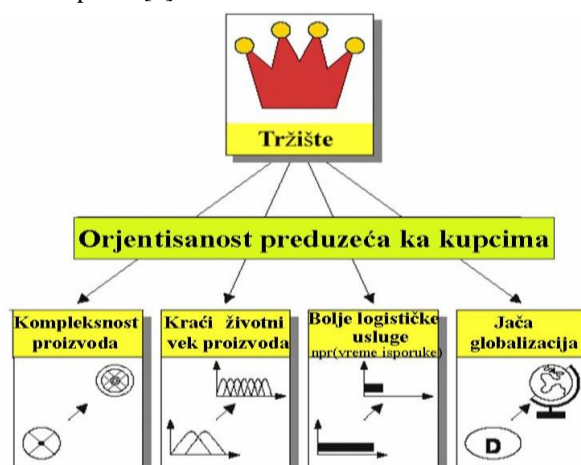 Tržište
Orjentisanost preduzeća ka kupcima
Kompleksnost
proizvoda
Kraći životni
vek proizvoda
Bolje logističke
usluge
npr(vreme isporuke)
Jača
globalizacija
D